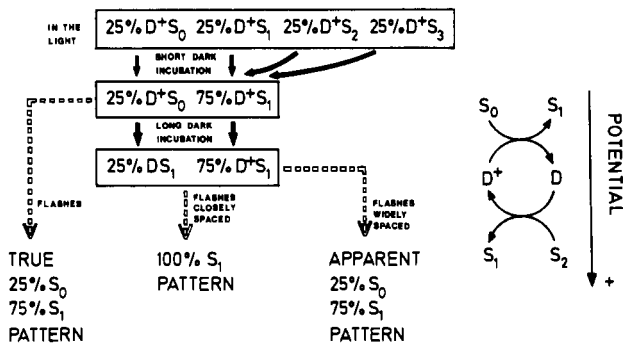 IN THE
LIGHT
25% D⁺S₀ 25% D⁺S₁ 25% D⁺S₂ 25% D⁺S₃
SHORT DARK
INCUBATION
25% D⁺S₀ 75% D⁺S₁
LONG DARK
INCUBATION
25% DS₁ 75% D⁺S₁
FLASHES
FLASHES
CLOSELY
SPACED
FLASHES
WIDELY
SPACED
TRUE
25% S₀
75% S₁
PATTERN
100% S₁
PATTERN
APPARENT
25% S₀
75% S₁
PATTERN
S₀ S₁
D⁺ D
S₁ S₂
POTENTIAL
+